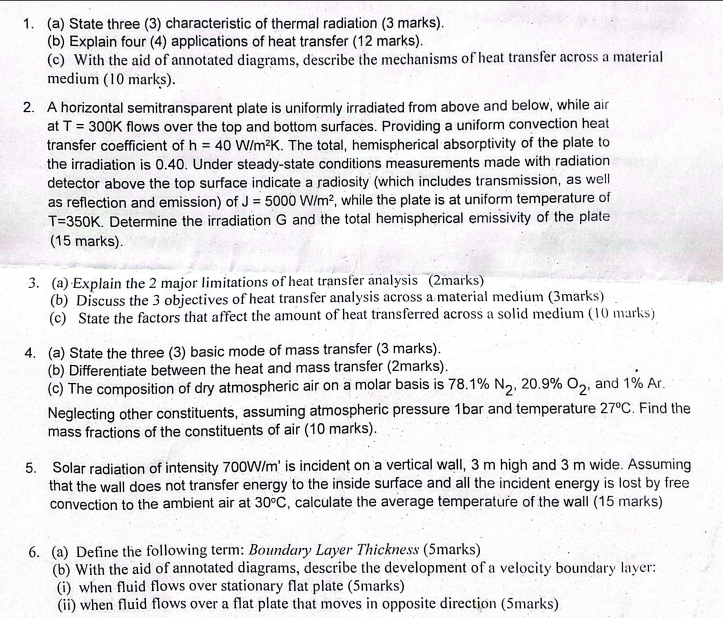 1. (a) State three (3) characteristic of thermal radiation (3 marks).
(b) Explain four (4) applications of heat transfer (12 marks).
(c) With the aid of annotated diagrams, describe the mechanisms of heat transfer across a material
medium (10 marks).
2. A horizontal semitransparent plate is uniformly irradiated from above and below, while air
at T = 300K flows over the top and bottom surfaces. Providing a uniform convection heat
transfer coefficient of h = 40 W/m²K. The total, hemispherical absorptivity of the plate to
the irradiation is 0.40. Under steady-state conditions measurements made with radiation
detector above the top surface indicate a radiosity (which includes transmission, as well
as reflection and emission) of J = 5000 W/m², while the plate is at uniform temperature of
T=350K. Determine the irradiation G and the total hemispherical emissivity of the plate
(15 marks).
3. (a) Explain the 2 major limitations of heat transfer analysis (2marks)
(b) Discuss the 3 objectives of heat transfer analysis across a material medium (3marks)
(c) State the factors that affect the amount of heat transferred across a solid medium (10 marks)
4. (a) State the three (3) basic mode of mass transfer (3 marks).
(b) Differentiate between the heat and mass transfer (2marks).
(c) The composition of dry atmospheric air on a molar basis is 78.1% N₂, 20.9% O₂, and 1% Ar.
Neglecting other constituents, assuming atmospheric pressure 1bar and temperature 27ºC. Find the
mass fractions of the constituents of air (10 marks).
5. Solar radiation of intensity 700W/m' is incident on a vertical wall, 3 m high and 3 m wide. Assuming
that the wall does not transfer energy to the inside surface and all the incident energy is lost by free
convection to the ambient air at 30ºC, calculate the average temperature of the wall (15 marks)
6. (a) Define the following term: Boundary Layer Thickness (5marks)
(b) With the aid of annotated diagrams, describe the development of a velocity boundary layer:
(i) when fluid flows over stationary flat plate (5marks)
(ii) when fluid flows over a flat plate that moves in opposite direction (5marks)